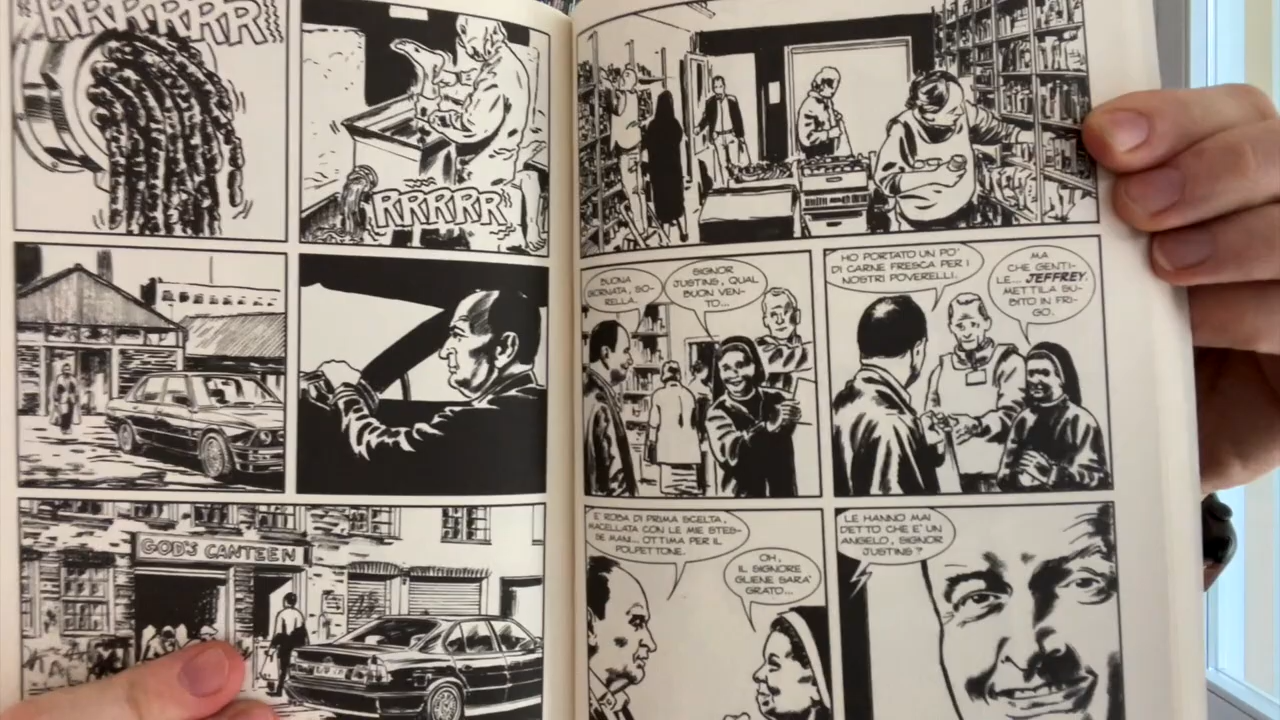 RRRRRR
RRRRR
GOD'S CANTEEN
BUONA
GIORNATA, SO-
RELLA.
SIGNOR
JUSTINS, QUAL
BUON VEN-
TO...
HO PORTATO UN PO'
DI CARNE FRESCA PER I
NOSTRI POVERELLI.
MA
CHE GENTI-
LE... JEFFREY.
METTILA SU-
BITO IN FRI-
GO.
E' ROBA DI PRIMA SCELTA,
MACELLATA CON LE MIE STES-
SE MANI... OTTIMA PER IL
POLPETTONE.
OH,
IL SIGNORE
GLIENE SARA'
GRATO...
LE HANNO MAI
DETTO CHE E' UN
ANGELO, SIGNOR
JUSTINS?